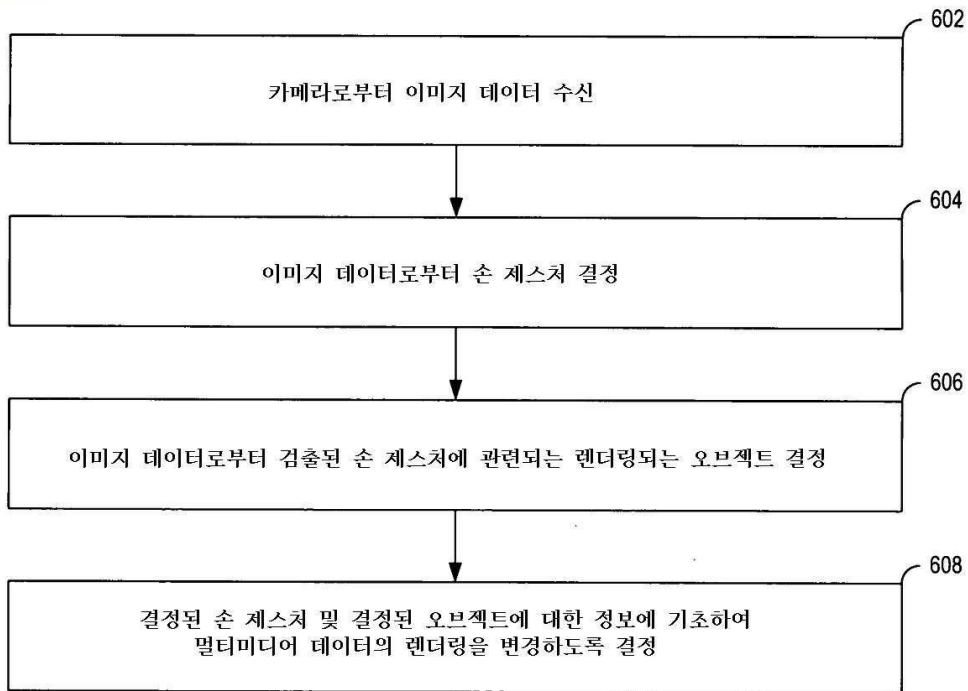 602
카메라로부터 이미지 데이터 수신
604
이미지 데이터로부터 손 제스처 결정
606
이미지 데이터로부터 검출된 손 제스처에 관련되는 렌더링되는 오브젝트 결정
608
결정된 손 제스처 및 결정된 오브젝트에 대한 정보에 기초하여
멀티미디어 데이터의 렌더링을 변경하도록 결정